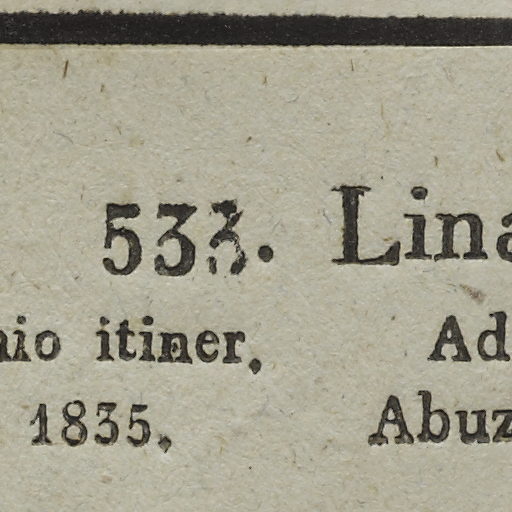 533. Lina
nio itiner. Ad
1835. Abuz